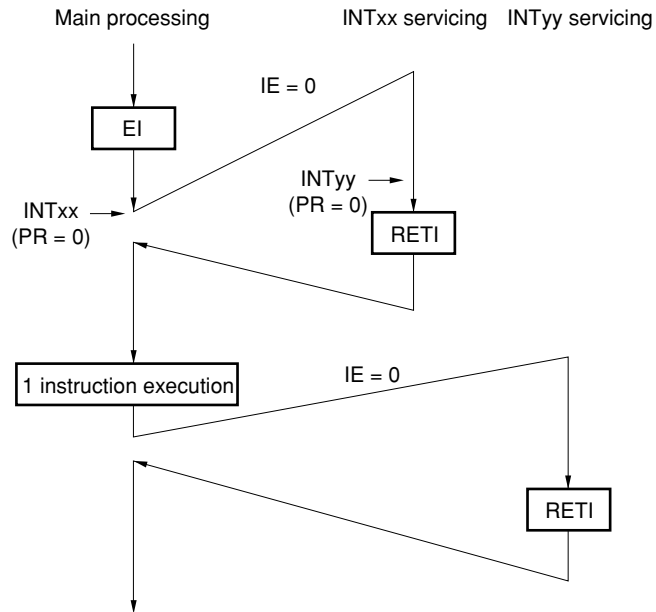 Main processing
INTxx servicing
INTyy servicing
IE = 0
EI
INTyy
(PR = 0)
INTxx
(PR = 0)
RETI
1 instruction execution
IE = 0
RETI